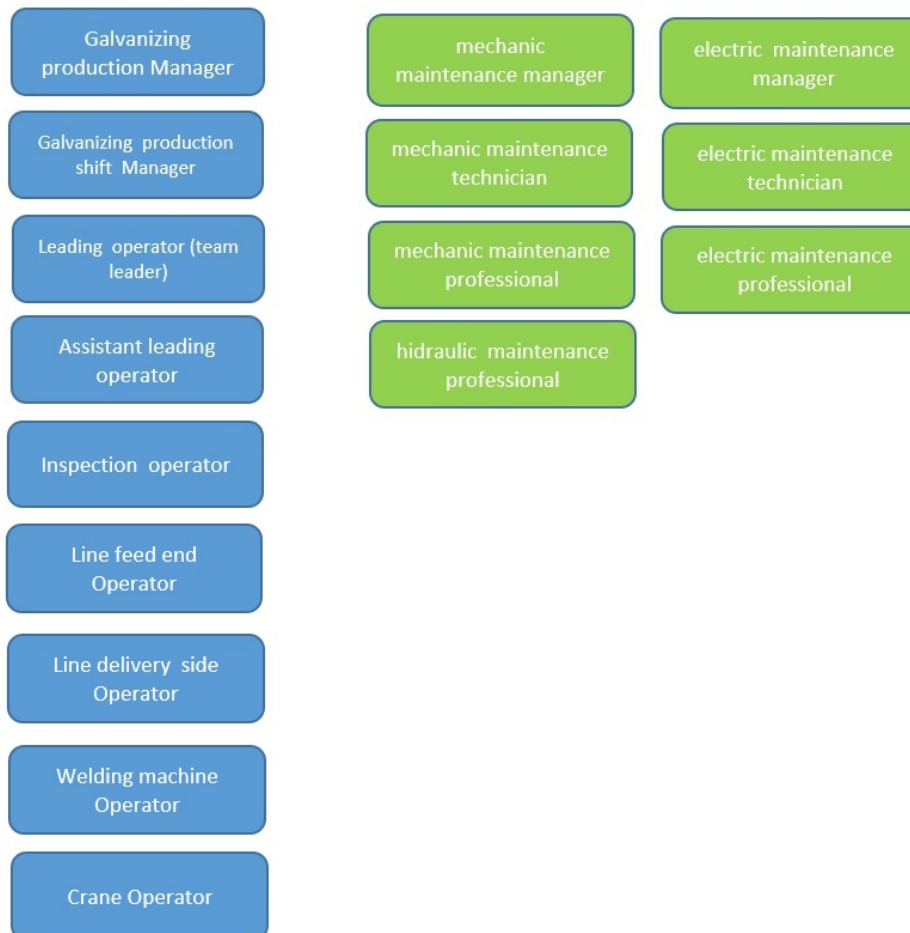 Galvanizing
production Manager
Galvanizing production
shift Manager
Leading operator (team
leader)
Assistant leading
operator
Inspection operator
Line feed end
Operator
Line delivery side
Operator
Welding machine
Operator
Crane Operator
mechanic
maintenance manager
mechanic maintenance
technician
mechanic maintenance
professional
hidraulic maintenance
professional
electric maintenance
manager
electric maintenance
technician
electric maintenance
professional